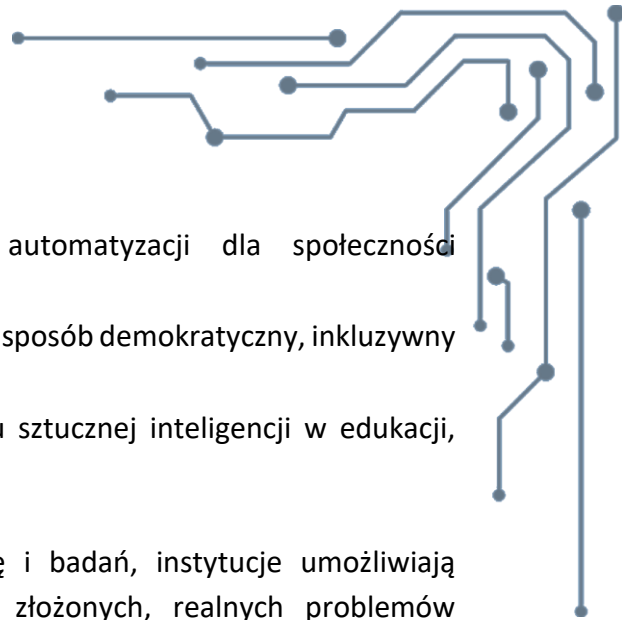 automatyzacji dla społeczności
sposób demokratyczny, inkluzywny
sztucznej inteligencji w edukacji,
i badań, instytucje umożliwiają
złożonych, realnych problemów